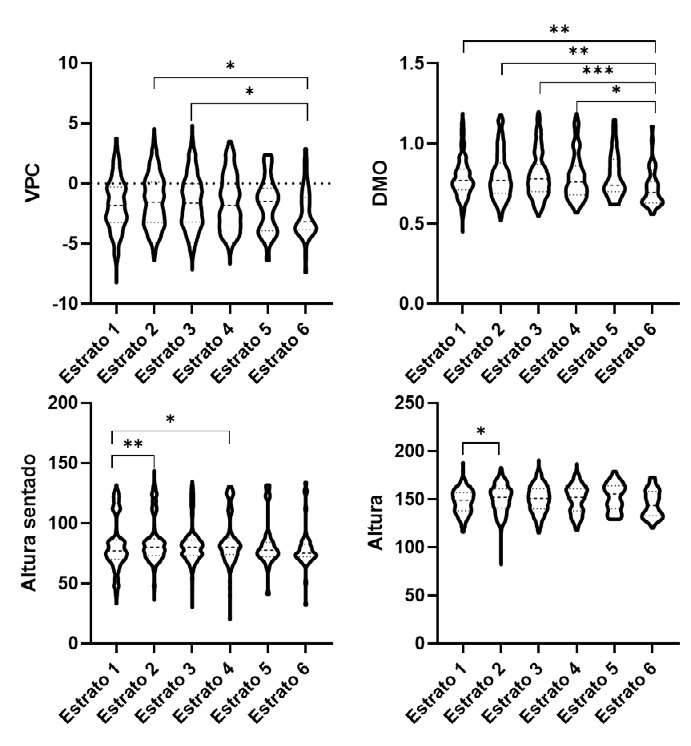 VPC
10
5
0
-5
-10
*
*
Estrato 1
Estrato 2
Estrato 3
Estrato 4
Estrato 5
Estrato 6
DMO
1.5
1.0
0.5
0.0
**
**
***
*
Estrato 1
Estrato 2
Estrato 3
Estrato 4
Estrato 5
Estrato 6
Altura sentado
200
150
100
50
0
*
**
Estrato 1
Estrato 2
Estrato 3
Estrato 4
Estrato 5
Estrato 6
Altura
250
200
150
100
50
0
*
Estrato 1
Estrato 2
Estrato 3
Estrato 4
Estrato 5
Estrato 6